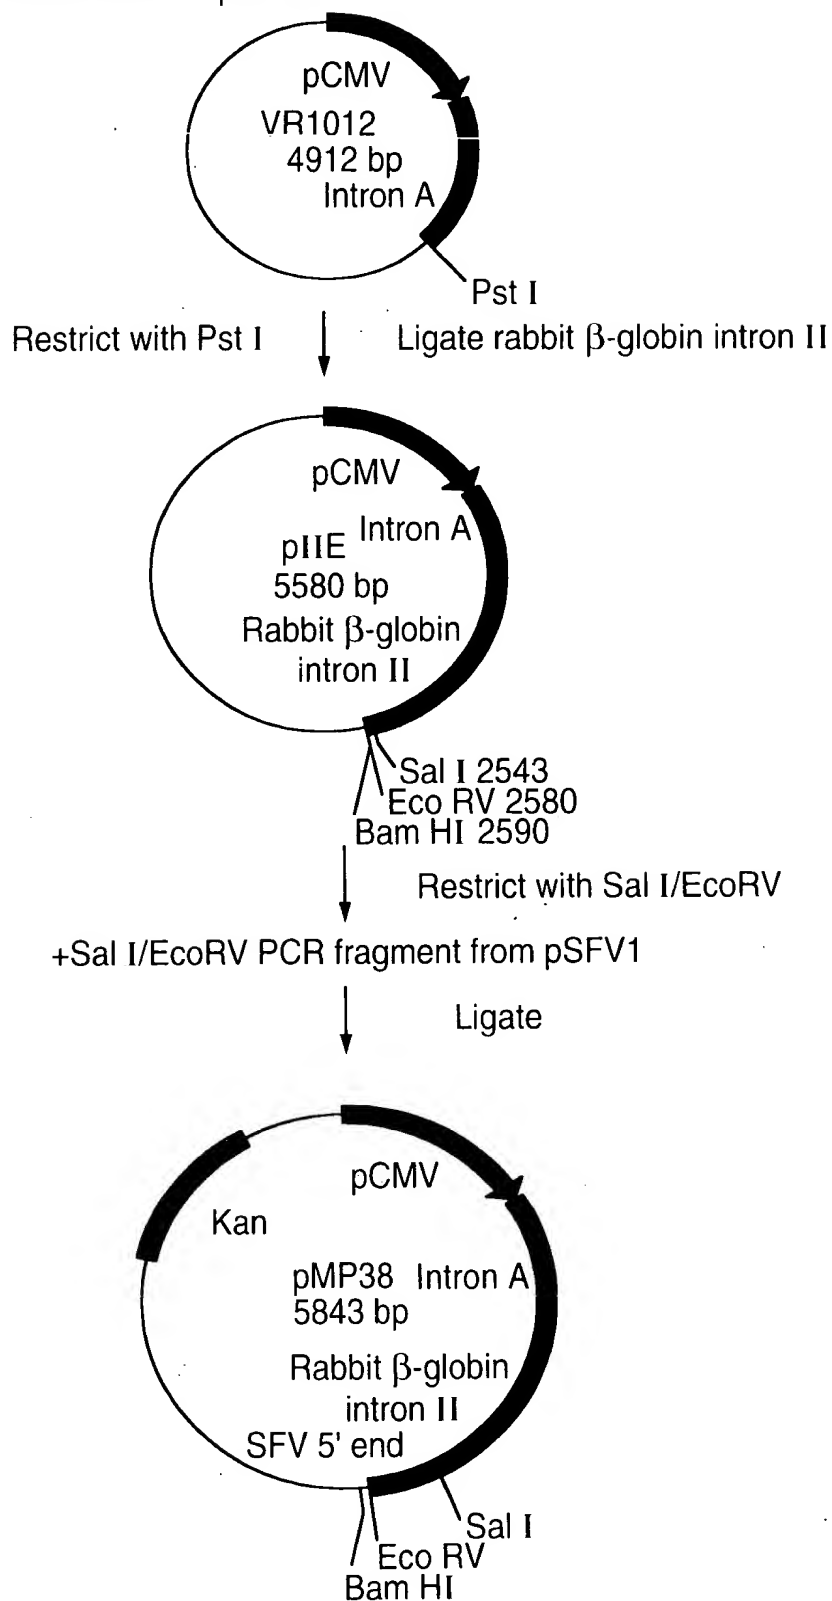 pCMV
VR1012
4912 bp
Intron A
Pst I
Restrict with Pst I
Ligate rabbit β-globin intron II
pCMV
Intron A
pIIE
5580 bp
Rabbit β-globin
intron II
Sal I 2543
Eco RV 2580
Bam HI 2590
Restrict with Sal I/EcoRV
+Sal I/EcoRV PCR fragment from pSFV1
Ligate
pCMV
Kan
pMP38 Intron A
5843 bp
Rabbit β-globin
intron II
SFV 5' end
Sal I
Eco RV
Bam HI